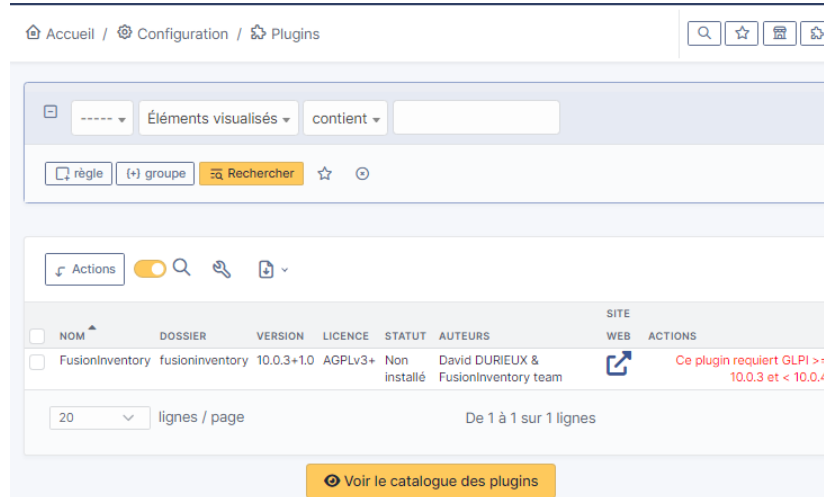 Accueil / Configuration / Plugins
----- Éléments visualisés contient
règle (+) groupe Rechercher
Actions
NOM DOSSIER VERSION LICENCE STATUT AUTEURS SITE WEB ACTIONS
FusionInventory fusioninventory 10.0.3+1.0 AGPLv3+ Non installé David DURIEUX & FusionInventory team Ce plugin requiert GLPI >= 10.0.3 et < 10.0.4
20 lignes / page De 1 à 1 sur 1 lignes
Voir le catalogue des plugins